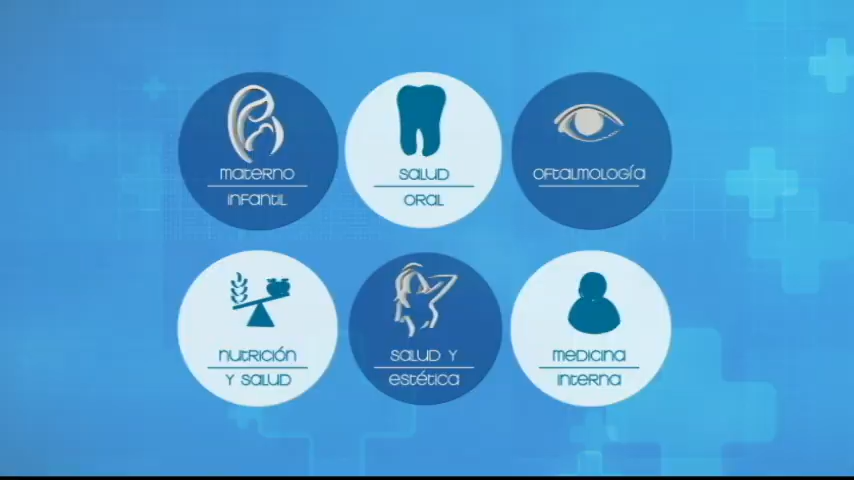 materno
infantil
SALUD
ORAL
OFTALMOLOGÍA
nutrición
Y SALUD
SALUD Y
estética
medicina
interna